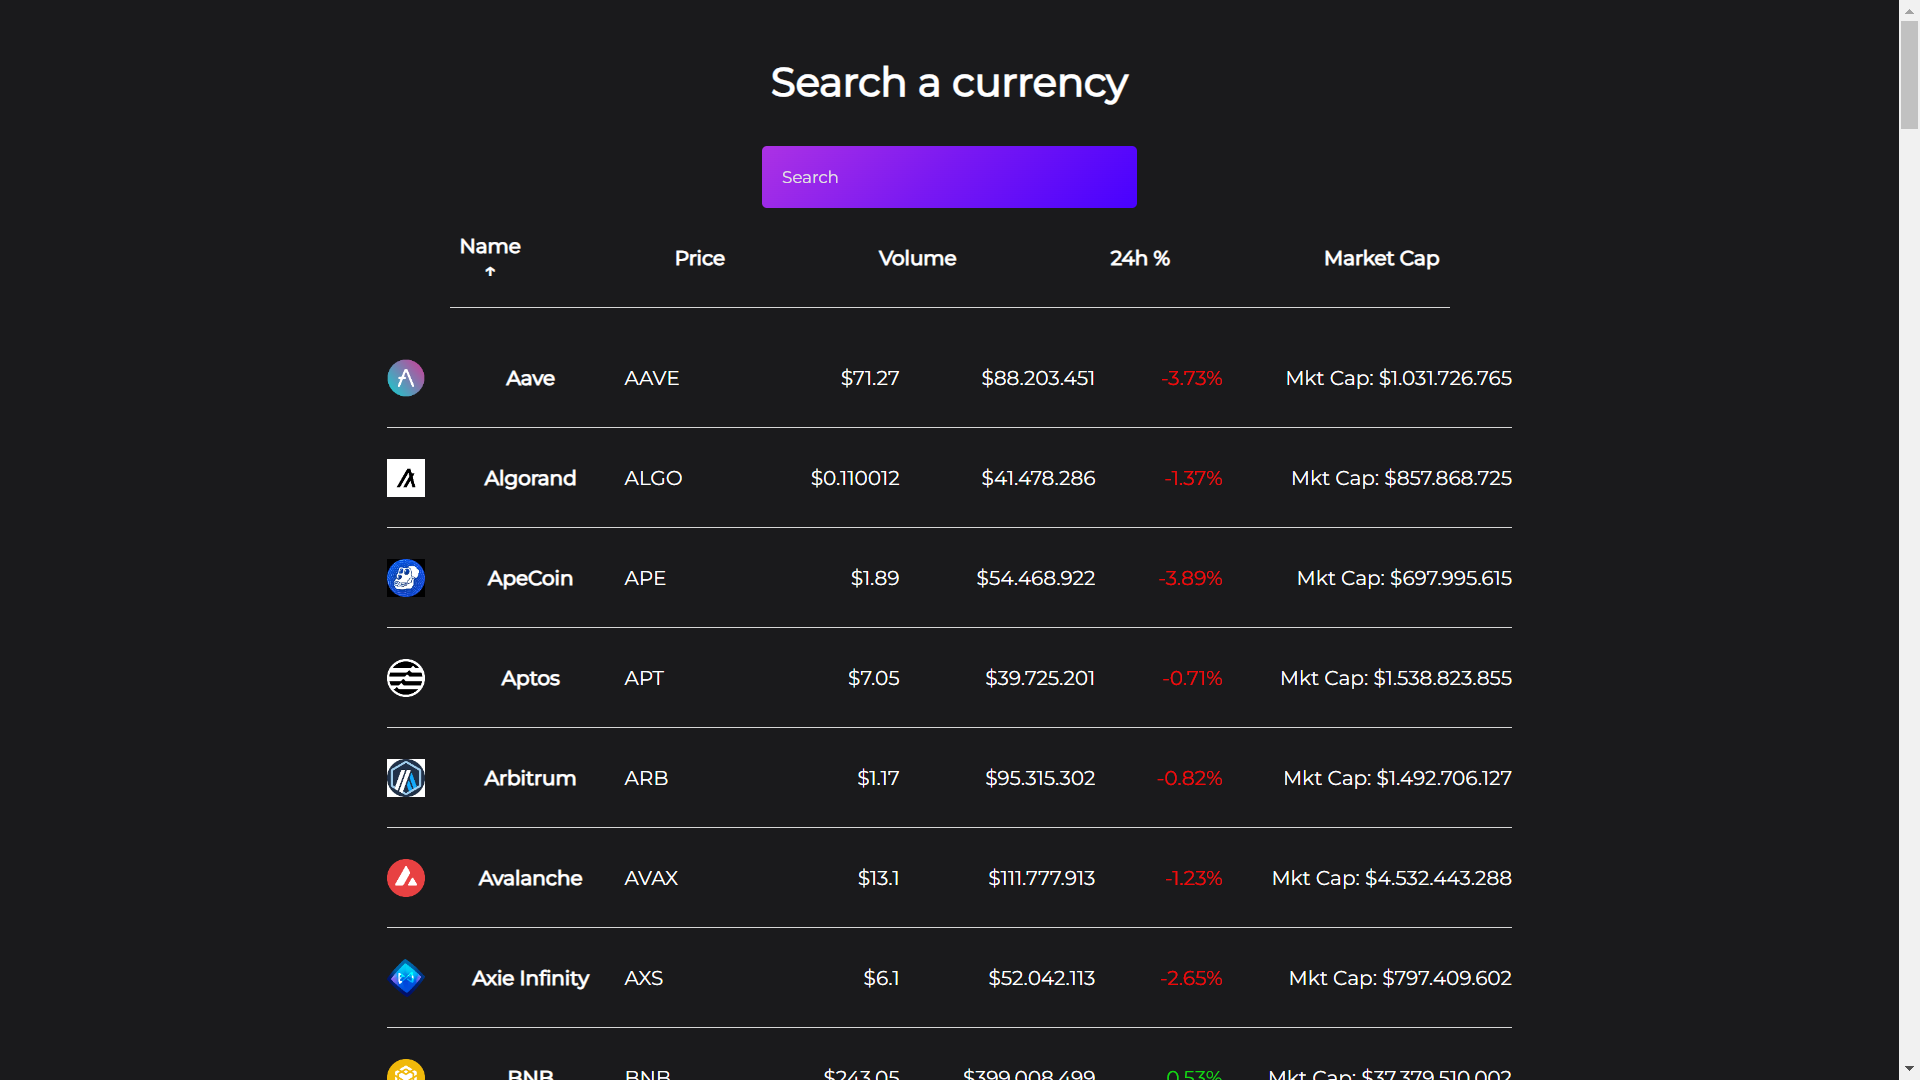 Search a currency
Search
Name ↑ Price Volume 24h % Market Cap
Aave AAVE $71.27 $88.203.451 -3.73% Mkt Cap: $1.031.726.765
Algorand ALGO $0.110012 $41.478.286 -1.37% Mkt Cap: $857.868.725
ApeCoin APE $1.89 $54.468.922 -3.89% Mkt Cap: $697.995.615
Aptos APT $7.05 $39.725.201 -0.71% Mkt Cap: $1.538.823.855
Arbitrum ARB $1.17 $95.315.302 -0.82% Mkt Cap: $1.492.706.127
Avalanche AVAX $13.1 $111.777.913 -1.23% Mkt Cap: $4.532.443.288
Axie Infinity AXS $6.1 $52.042.113 -2.65% Mkt Cap: $797.409.602
BNB BNB $243.05 $399.008.499 0.53% Mkt Cap: $37.379.510.002